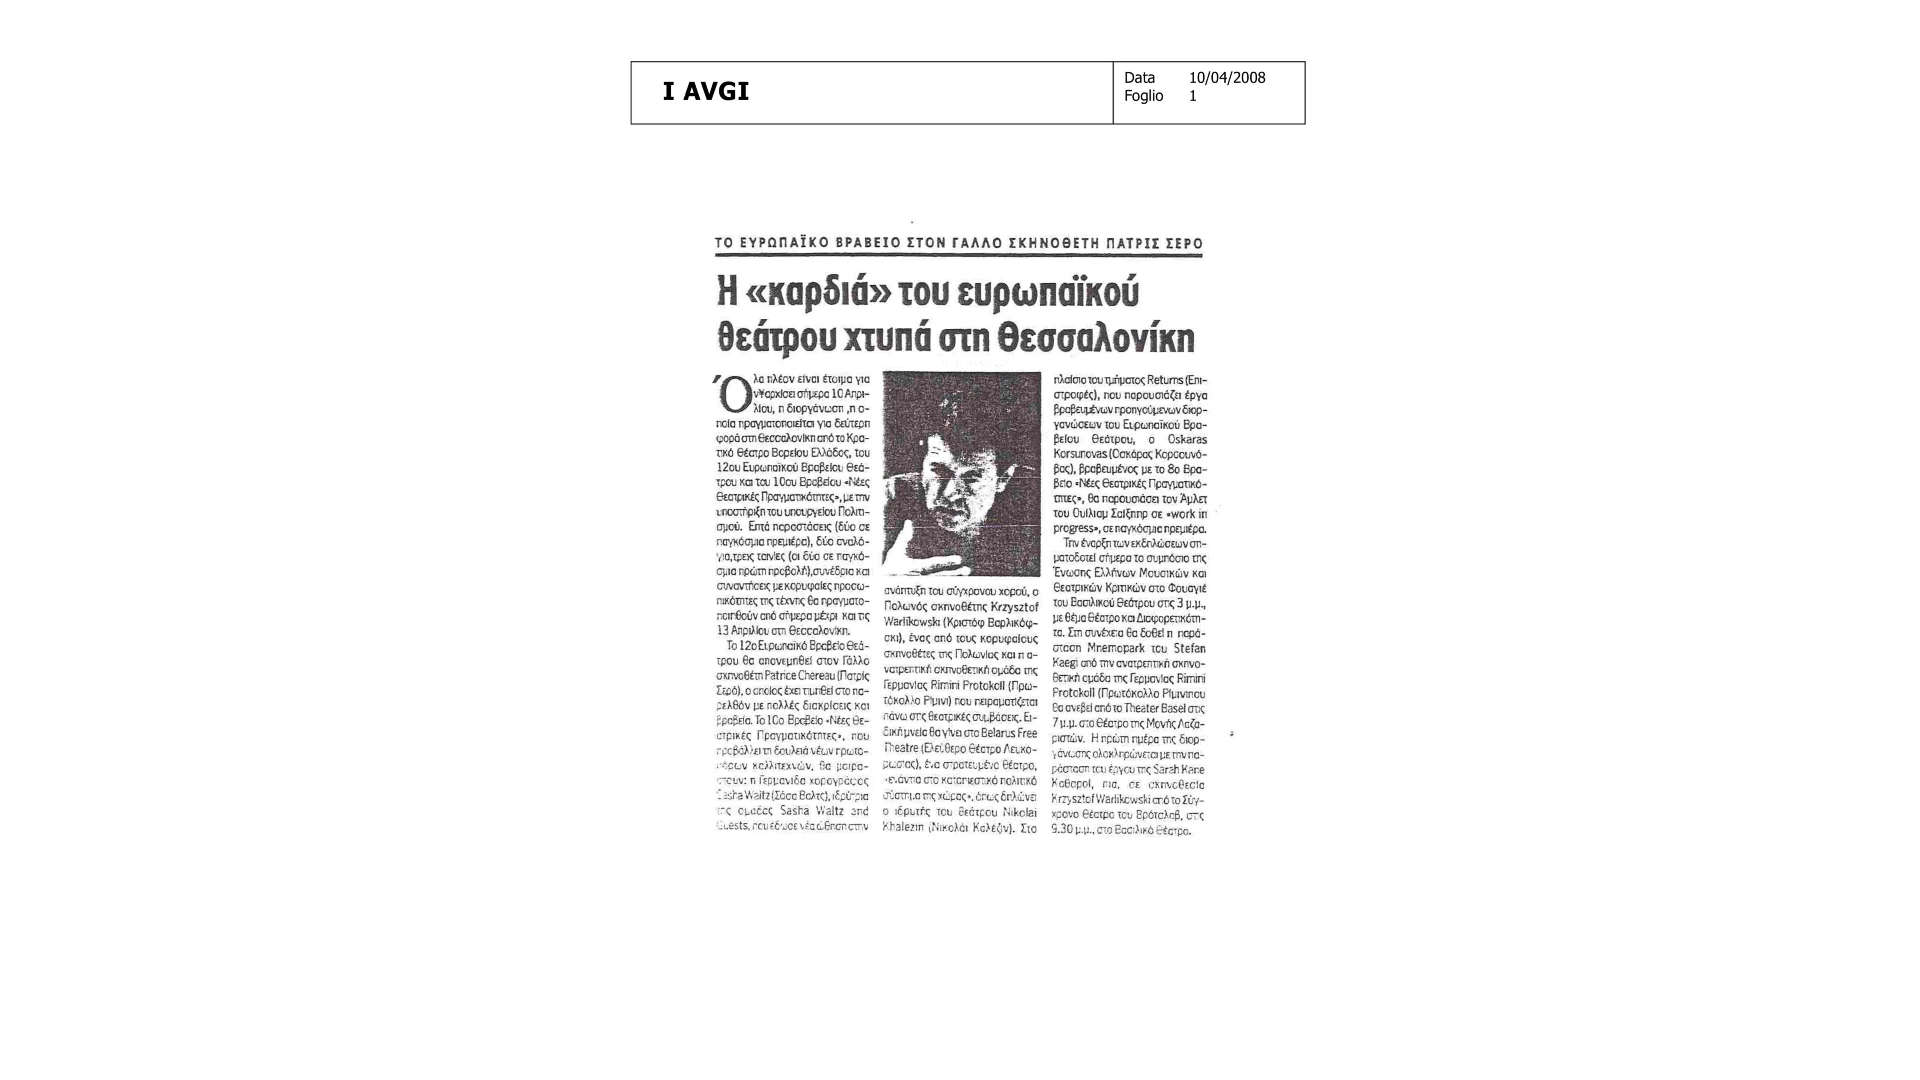 I AVGI
Data 10/04/2008
Foglio 1
ΤΟ ΕΥΡΩΠΑΪΚΟ ΒΡΑΒΕΙΟ ΣΤΟΝ ΓΑΛΛΟ ΣΚΗΝΟΘΕΤΗ ΠΑΤΡΙΣ ΣΕΡΟ
Η «καρδιά» του ευρωπαϊκού
θεάτρου χτυπά στη Θεσσαλονίκη
Όλα πλέον είναι έτοιμα για
ν¥αρχίσει σήμερα 10 Απρι-
λίου, η διοργάνωση ,η ο-
ποία πραγματοποιείται για δεύτερη
φορά στη Θεσσαλονίκη από το Κρα-
τικό Θέατρο Βορείου Ελλάδος, του
12ου Ευρωπαϊκού Βραβείου Θεά-
τρου και του 10ου Βραβείου «Νέες
Θεατρικές Πραγματικότητες», με την
υποστήριξη του υπουργείου Πολιτι-
σμού. Επτά παραστάσεις (δύο σε
παγκόσμια πρεμιέρα), δύο αναλό-
για,τρεις ταινίες (οι δύο σε παγκό-
σμια πρώτη προβολή),συνέδρια και
συναντήσεις με κορυφαίες προσω-
πικότητες της τέχνης θα πραγματο-
ποιηθούν από σήμερα μέχρι και τις
13 Απριλίου στη Θεσσαλονίκη.
Το 12ο Ευρωπαϊκό Βραβείο Θεά-
τρου θα απονεμηθεί στον Γάλλο
σκηνοθέτη Patrice Chereau (Πατρίς
Σερό), ο οποίος έχει τιμηθεί στο πα-
ρελθόν με πολλές διακρίσεις και
βραβεία. Το 10ο Βραβείο «Νέες Θε-
ατρικές Πραγματικότητες», που
προβάλλει τη δουλειά νέων πρωτο-
πόρων καλλιτεχνών, θα μοιρα-
στούν: η Γερμανίδα χορογράφος
Sasha Waltz (Σάσα Βαλτς), ιδρύτρια
της ομάδας Sasha Waltz and
Guests, που έδωσε νέα ώθηση στην
ανάπτυξη του σύγχρονου χορού, ο
Πολωνός σκηνοθέτης Krzysztof
Warlikowski (Κριστόφ Βαρλικόφ-
σκι), ένας από τους κορυφαίους
σκηνοθέτες της Πολωνίας και η α-
νατρεπτική σκηνοθετική ομάδα της
Γερμανίας Rimini Protokoll (Πρω-
τόκολλο Ρίμινι) που πειραματίζεται
πάνω στις θεατρικές συμβάσεις. Ει-
δική μνεία θα γίνει στο Belarus Free
Theatre (Ελεύθερο Θέατρο Λευκο-
ρωσίας), ένα στρατευμένο θέατρο,
«ενάντια στο καταπιεστικό πολιτικό
σύστημα της χώρας», όπως δηλώνει
ο ιδρυτής του θεάτρου Nikolai
Khalezin (Νικολάι Καλέζιν). Στο
πλαίσιο του τμήματος Returns (Επι-
στροφές), που παρουσιάζει έργα
βραβευμένων προηγούμενων διορ-
γανώσεων του Ευρωπαϊκού Βρα-
βείου Θεάτρου, ο Oskaras
Korsunovas (Οσκάρας Κορσουνό-
βας), βραβευμένος με το 8ο Βρα-
βείο «Νέες Θεατρικές Πραγματικό-
τητες», θα παρουσιάσει τον Άμλετ
του Ουίλιαμ Σαίξπηρ σε «work in
progress», σε παγκόσμια πρεμιέρα.
Την έναρξη των εκδηλώσεων ση-
ματοδοτεί σήμερα το συμπόσιο της
Ένωσης Ελλήνων Μουσικών και
Θεατρικών Κριτικών στο Φουαγιέ
του Βασιλικού Θεάτρου στις 3 μ.μ.,
με θέμα Θέατρο και Διαφορετικότη-
τα. Στη συνέχεια θα δοθεί η παρά-
σταση Mnemopark του Stefan
Kaegi από την ανατρεπτική σκηνο-
θετική ομάδα της Γερμανίας Rimini
Protokoll (Πρωτόκολλο Ρίμινι που
θα ανεβεί από το Theater Basel στις
7 μ.μ. στο Θέατρο της Μονής Λαζα-
ριστών. Η πρώτη ημέρα της διορ-
γάνωσης ολοκληρώνεται με την πα-
ράσταση του έργου της Sarah Kane
Καθαροί, πια, σε σκηνοθεσία
Krzysztof Warlikowski από το Σύγ-
χρονο Θέατρο του Βρότσλαβ, στις
9.30 μ.μ., στο Βασιλικό Θέατρο.